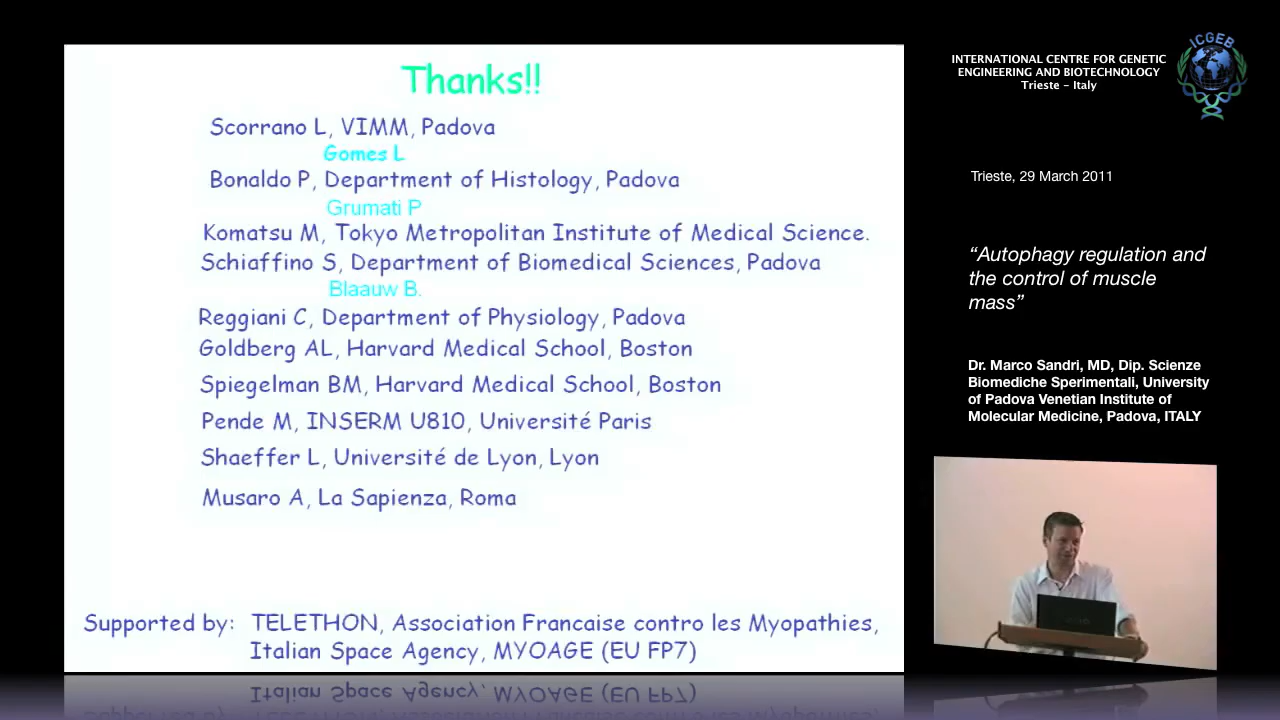 Thanks!!
Scorrano L, VIMM, Padova
Gomes L
Bonaldo P, Department of Histology, Padova
Grumati P
Komatsu M, Tokyo Metropolitan Institute of Medical Science.
Schiaffino S, Department of Biomedical Sciences, Padova
Blaauw B.
Reggiani C, Department of Physiology, Padova
Goldberg AL, Harvard Medical School, Boston
Spiegelman BM, Harvard Medical School, Boston
Pende M, INSERM U810, Université Paris
Shaeffer L, Université de Lyon, Lyon
Musaro A, La Sapienza, Roma
Supported by: TELETHON, Association Francaise contro les Myopathies,
Italian Space Agency, MYOAGE (EU FP7)
INTERNATIONAL CENTRE FOR GENETIC
ENGINEERING AND BIOTECHNOLOGY
Trieste - Italy
ICGEB
Trieste, 29 March 2011
“Autophagy regulation and
the control of muscle
mass”
Dr. Marco Sandri, MD, Dip. Scienze
Biomediche Sperimentali, University
of Padova Venetian Institute of
Molecular Medicine, Padova, ITALY